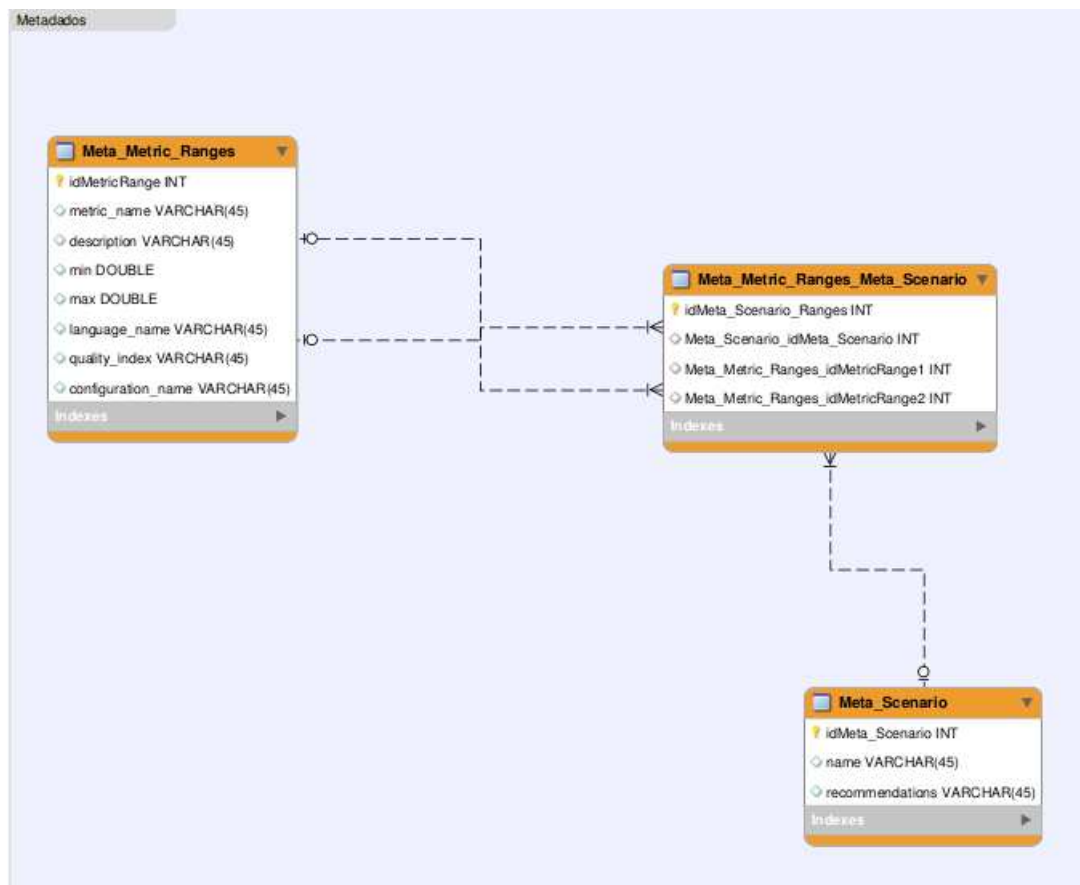 Metadados
Meta_Metric_Ranges
idMetricRange INT
metric_name VARCHAR(45)
description VARCHAR(45)
min DOUBLE
max DOUBLE
language_name VARCHAR(45)
quality_index VARCHAR(45)
configuration_name VARCHAR(45)
Indexes
Meta_Metric_Ranges_Meta_Scenario
idMeta_Scenario_Ranges INT
Meta_Scenario_idMeta_Scenario INT
Meta_Metric_Ranges_idMetricRange1 INT
Meta_Metric_Ranges_idMetricRange2 INT
Indexes
Meta_Scenario
idMeta_Scenario INT
name VARCHAR(45)
recommendations VARCHAR(45)
Indexes